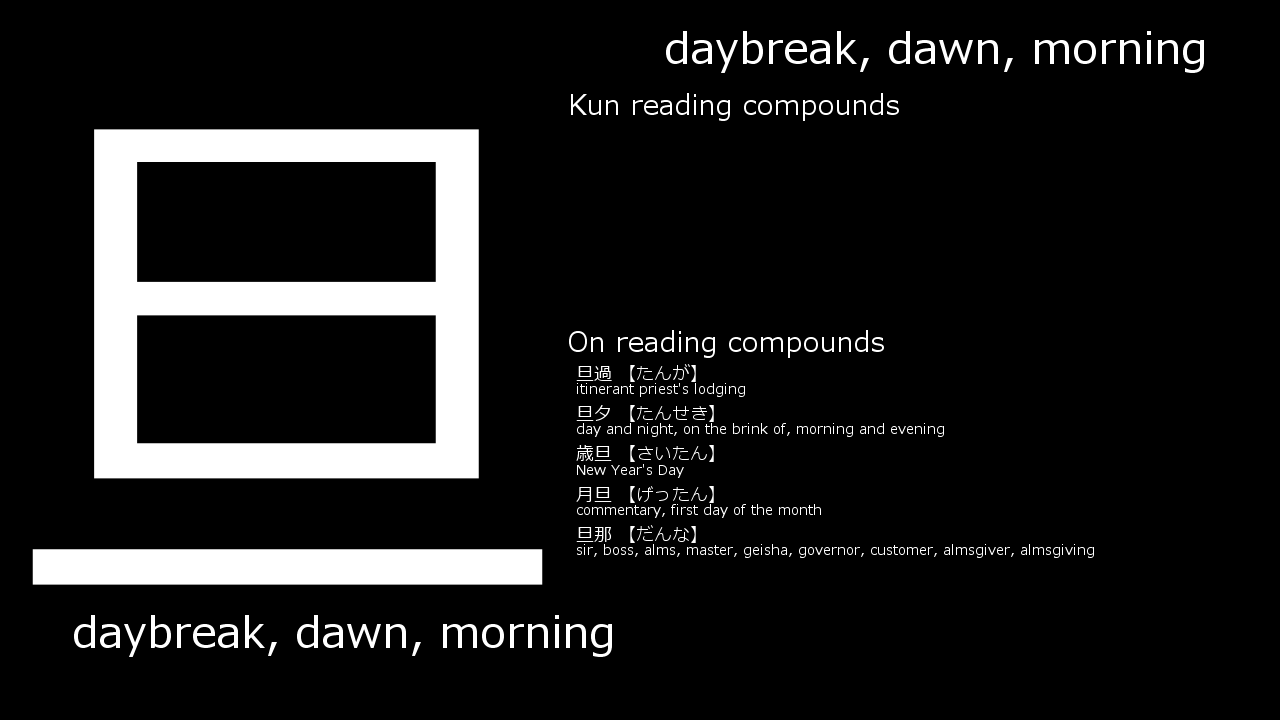 旦
daybreak, dawn, morning
daybreak, dawn, morning
Kun reading compounds
On reading compounds
旦過 【たんが】
itinerant priest's lodging
旦夕 【たんせき】
day and night, on the brink of, morning and evening
歳旦 【さいたん】
New Year's Day
月旦 【げったん】
commentary, first day of the month
旦那 【だんな】
sir, boss, alms, master, geisha, governor, customer, almsgiver, almsgiving